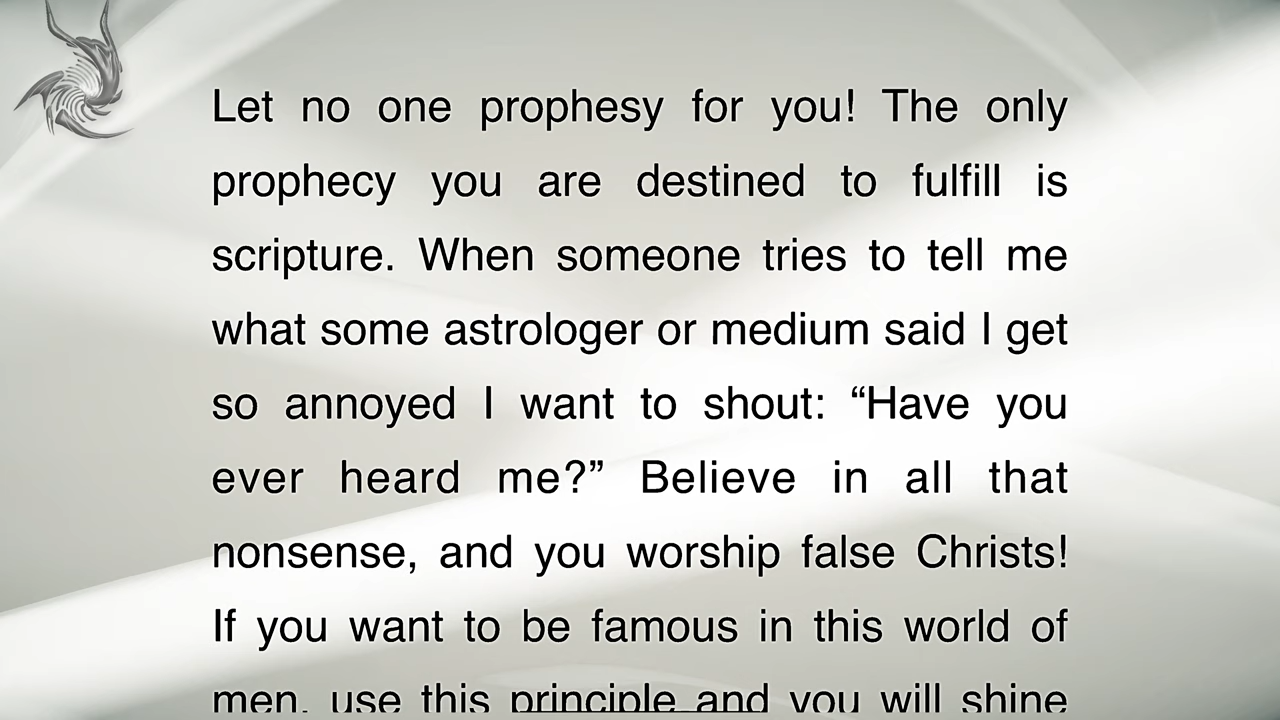 Let no one prophesy for you! The only
prophecy you are destined to fulfill is
scripture. When someone tries to tell me
what some astrologer or medium said I get
so annoyed I want to shout: “Have you
ever heard me?” Believe in all that
nonsense, and you worship false Christs!
If you want to be famous in this world of
men, use this principle and you will shine